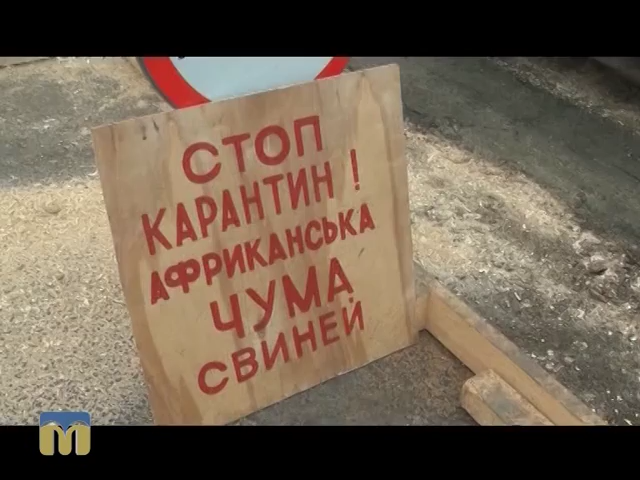 СТОП
КАРАНТИН !
АФРИКАНСЬКА
ЧУМА
СВИНЕЙ
М